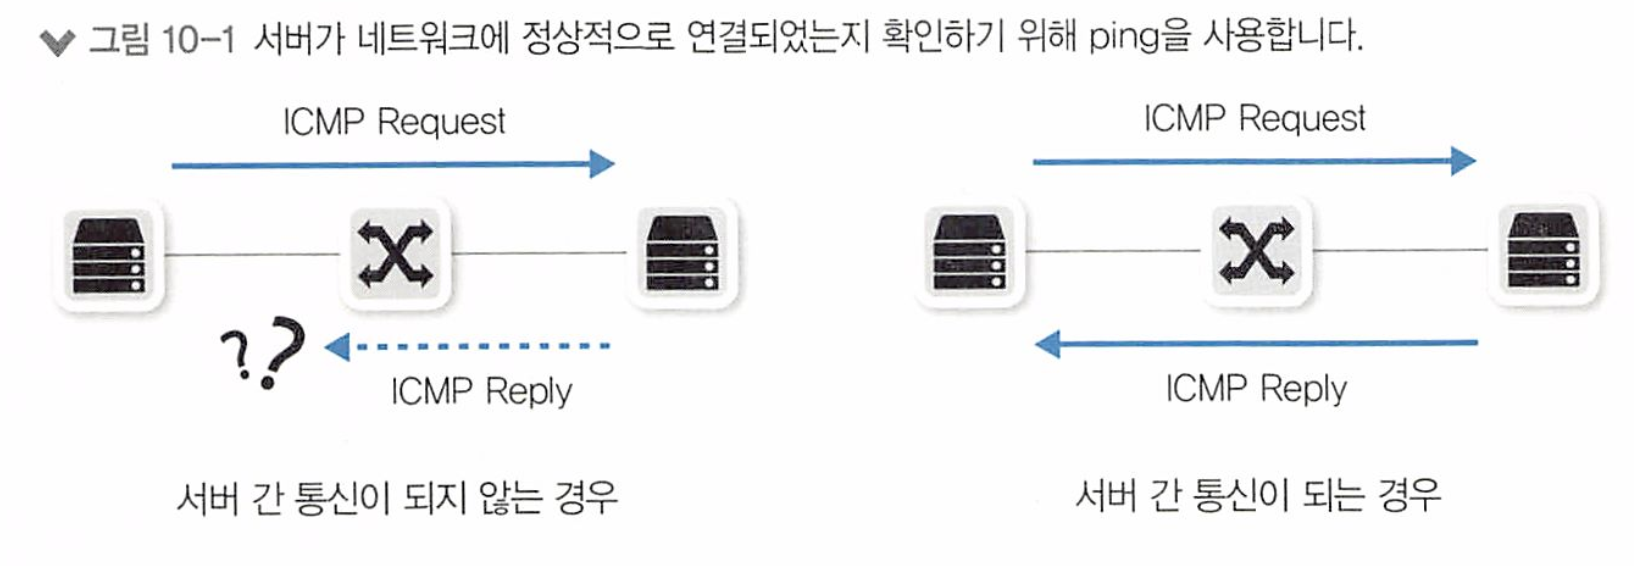 그림 10-1 서버가 네트워크에 정상적으로 연결되었는지 확인하기 위해 ping을 사용합니다.
ICMP Request
??
ICMP Reply
서버 간 통신이 되지 않는 경우
ICMP Request
ICMP Reply
서버 간 통신이 되는 경우